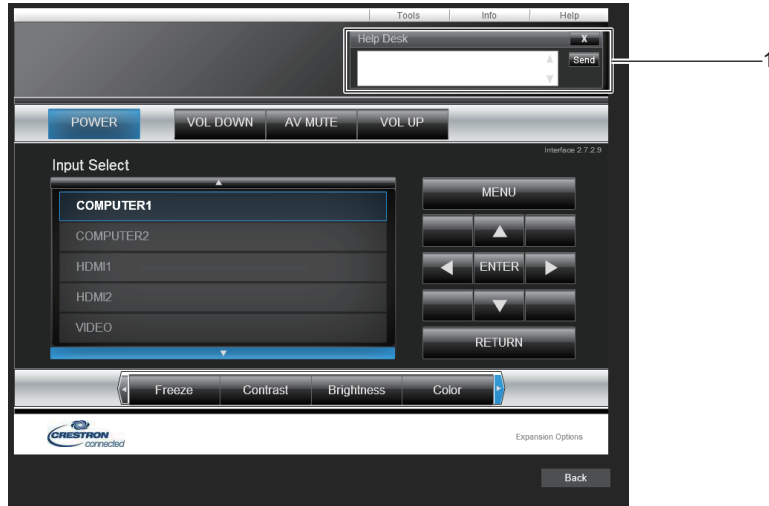 Tools Info Help
Help Desk X
Send
1
POWER VOL DOWN AV MUTE VOL UP
Interface 2.7.2.9
Input Select
MENU
COMPUTER1
COMPUTER2
HDMI1
ENTER
HDMI2
VIDEO
RETURN
Freeze Contrast Brightness Color
CRESTRON
connected
Expansion Options
Back